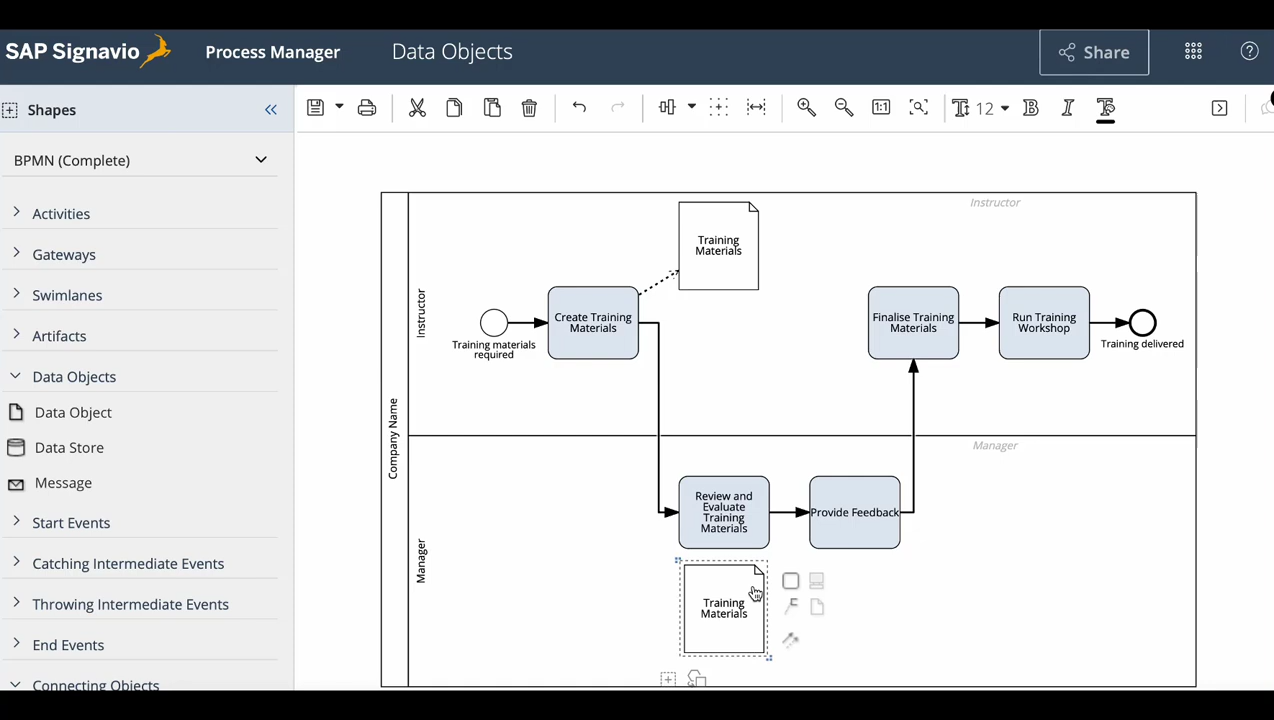 SAP Signavio
Process Manager
Data Objects
Share
Shapes
12
BPMN (Complete)
Activities
Gateways
Swimlanes
Artifacts
Data Objects
Data Object
Data Store
Message
Start Events
Catching Intermediate Events
Throwing Intermediate Events
End Events
Connecting Objects
Company Name
Instructor
Instructor
Training
Materials
Training materials
required
Create Training
Materials
Finalise Training
Materials
Run Training
Workshop
Training delivered
Manager
Manager
Review and
Evaluate
Training
Materials
Provide Feedback
Training
Materials